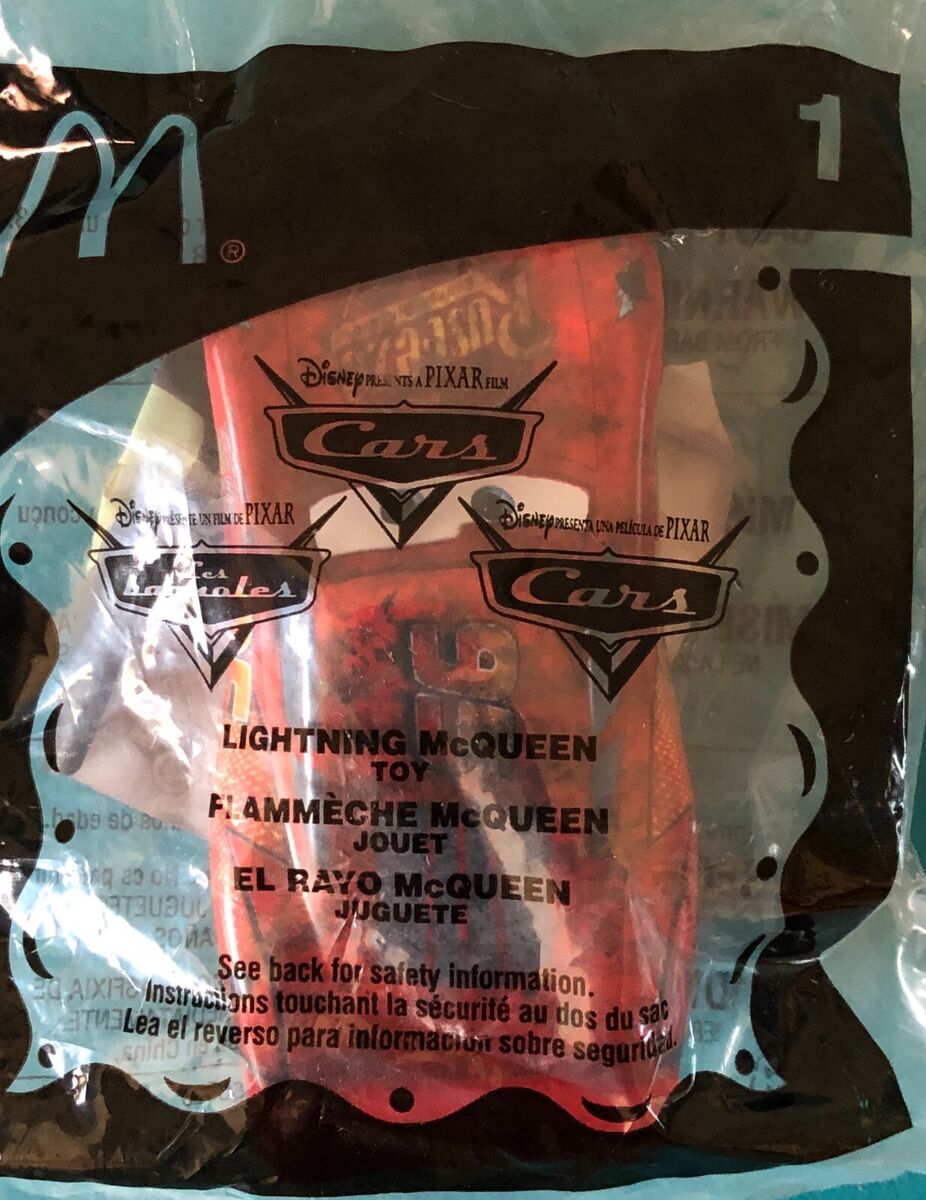 1
M
®
DISNEY PRESENTS A PIXAR FILM
Cars
DISNEY PRÉSENTE UN FILM DE PIXAR
Les
bagnoles
DISNEY PRESENTA UNA PELÍCULA DE PIXAR
Cars
95
LIGHTNING McQUEEN
TOY
FLAMMÈCHE McQUEEN
JOUET
EL RAYO McQUEEN
JUGUETE
See back for safety information.
Instructions touchant la sécurité au dos du sac
Lea el reverso para información sobre seguridad.